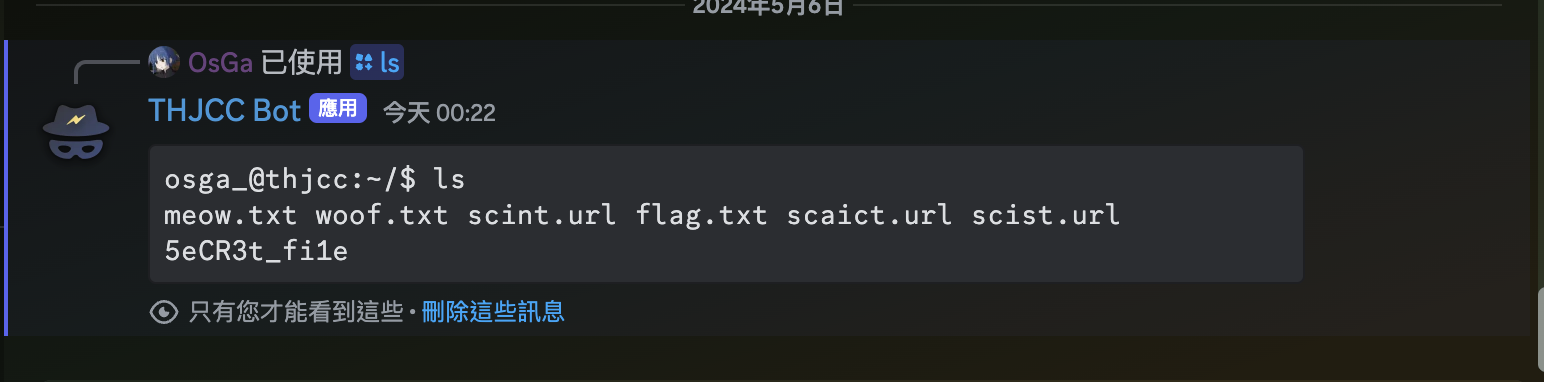 2024年5月6日
OsGa 已使用 ls
THJCC Bot 應用 今天 00:22
osga_@thjcc:~/$ ls
meow.txt woof.txt scint.url flag.txt scaict.url scist.url
5eCR3t_fi1e
只有您才能看到這些 • 刪除這些訊息